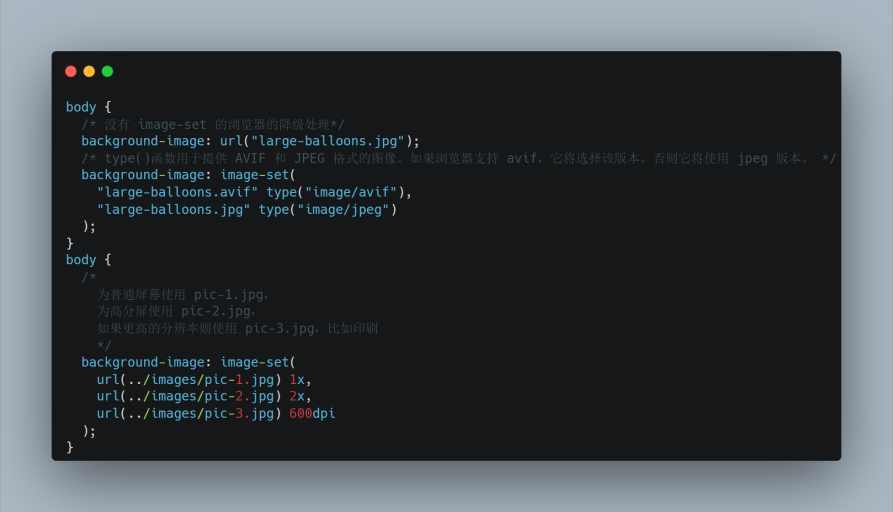 body {
/* 没有 image-set 的浏览器的降级处理*/
background-image: url("large-balloons.jpg");
/* type()函数用于提供 AVIF 和 JPEG 格式的图像。如果浏览器支持 avif，它将选择该版本。否则它将使用 jpeg 版本。 */
background-image: image-set(
"large-balloons.avif" type("image/avif"),
"large-balloons.jpg" type("image/jpeg")
);
}
body {
/*
为普通屏幕使用 pic-1.jpg，
为高分屏使用 pic-2.jpg，
如果更高的分辨率则使用 pic-3.jpg，比如印刷
*/
background-image: image-set(
url(../images/pic-1.jpg) 1x,
url(../images/pic-2.jpg) 2x,
url(../images/pic-3.jpg) 600dpi
);
}